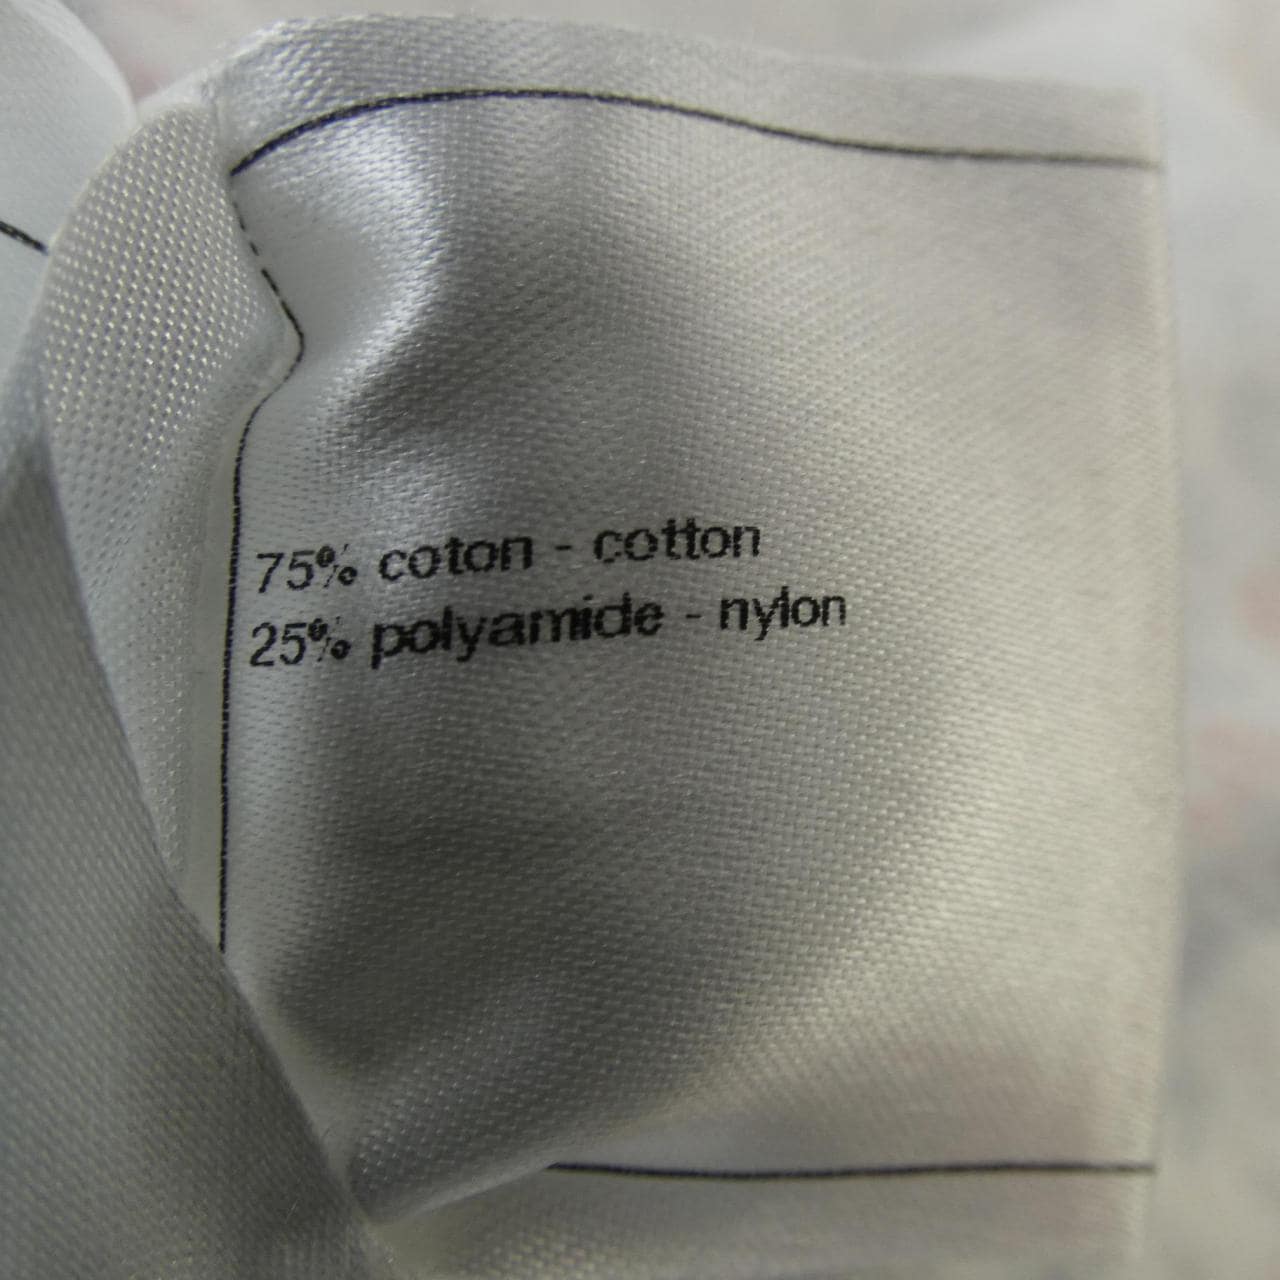 75% coton - cotton
25% polyamide - nylon